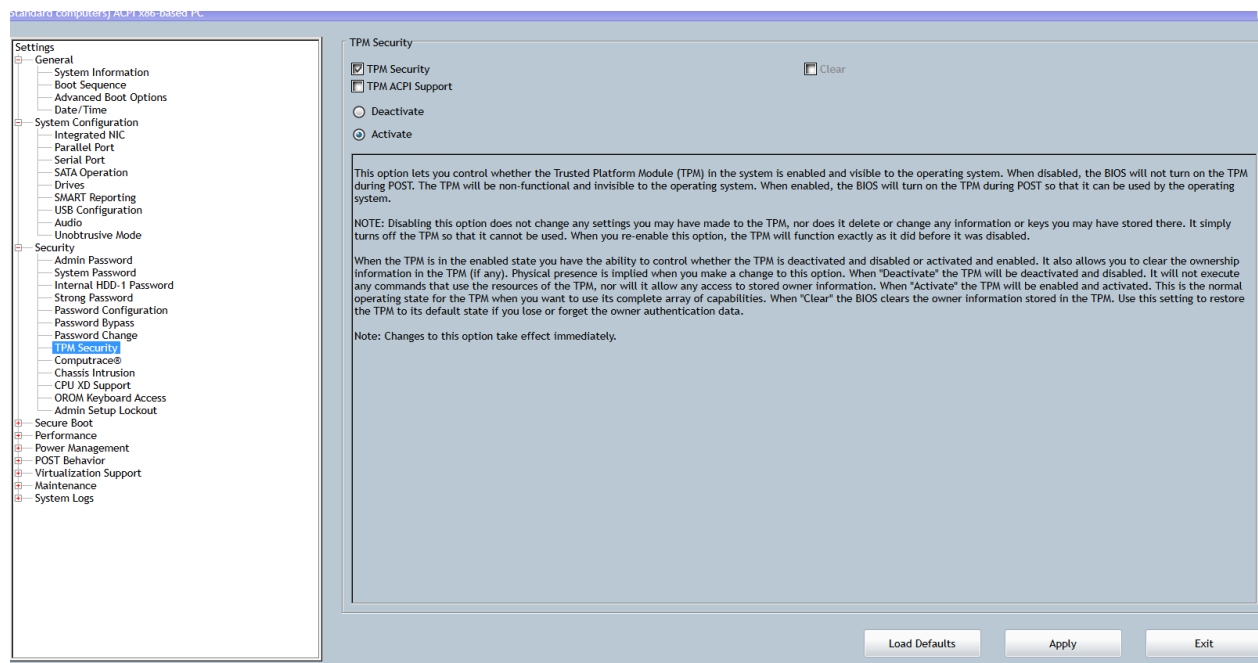 Standard computers) ACPI x86-based PC
Settings
General
System Information
Boot Sequence
Advanced Boot Options
Date/Time
System Configuration
Integrated NIC
Parallel Port
Serial Port
SATA Operation
Drives
SMART Reporting
USB Configuration
Audio
Unobtrusive Mode
Security
Admin Password
System Password
Internal HDD-1 Password
Strong Password
Password Configuration
Password Bypass
Password Change
TPM Security
Computrace®
Chassis Intrusion
CPU XD Support
OROM Keyboard Access
Admin Setup Lockout
Secure Boot
Performance
Power Management
POST Behavior
Virtualization Support
Maintenance
System Logs
TPM Security
TPM Security
Clear
TPM ACPI Support
Deactivate
Activate
This option lets you control whether the Trusted Platform Module (TPM) in the system is enabled and visible to the operating system. When disabled, the BIOS will not turn on the TPM
during POST. The TPM will be non-functional and invisible to the operating system. When enabled, the BIOS will turn on the TPM during POST so that it can be used by the operating
system.
NOTE: Disabling this option does not change any settings you may have made to the TPM, nor does it delete or change any information or keys you may have stored there. It simply
turns off the TPM so that it cannot be used. When you re-enable this option, the TPM will function exactly as it did before it was disabled.
When the TPM is in the enabled state you have the ability to control whether the TPM is deactivated and disabled or activated and enabled. It also allows you to clear the ownership
information in the TPM (if any). Physical presence is implied when you make a change to this option. When "Deactivate" the TPM will be deactivated and disabled. It will not execute
any commands that use the resources of the TPM, nor will it allow any access to stored owner information. When "Activate" the TPM will be enabled and activated. This is the normal
operating state for the TPM when you want to use its complete array of capabilities. When "Clear" the BIOS clears the owner information stored in the TPM. Use this setting to restore
the TPM to its default state if you lose or forget the owner authentication data.
Note: Changes to this option take effect immediately.
Load Defaults
Apply
Exit